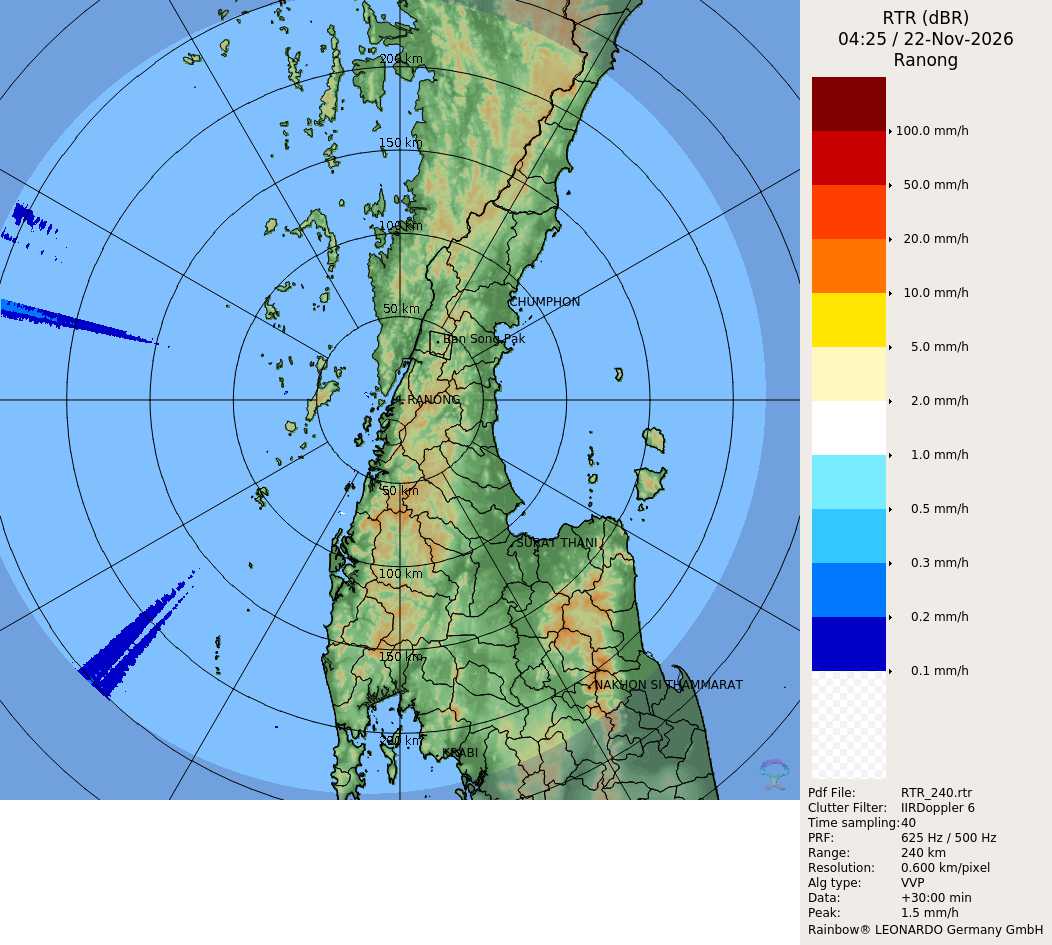 RTR (dBR)
04:25 / 22-Nov-2026
Ranong
200 km
150 km
100 km
50 km
CHUMPHON
Ban Song Pak
RANONG
50 km
SURAT THANI
100 km
150 km
NAKHON SI THAMMARAT
200 km
KRABI
100.0 mm/h
50.0 mm/h
20.0 mm/h
10.0 mm/h
5.0 mm/h
2.0 mm/h
1.0 mm/h
0.5 mm/h
0.3 mm/h
0.2 mm/h
0.1 mm/h
Pdf File: RTR_240.rtr
Clutter Filter: IIRDoppler 6
Time sampling:40
PRF: 625 Hz / 500 Hz
Range: 240 km
Resolution: 0.600 km/pixel
Alg type: VVP
Data: +30:00 min
Peak: 1.5 mm/h
Rainbow® LEONARDO Germany GmbH